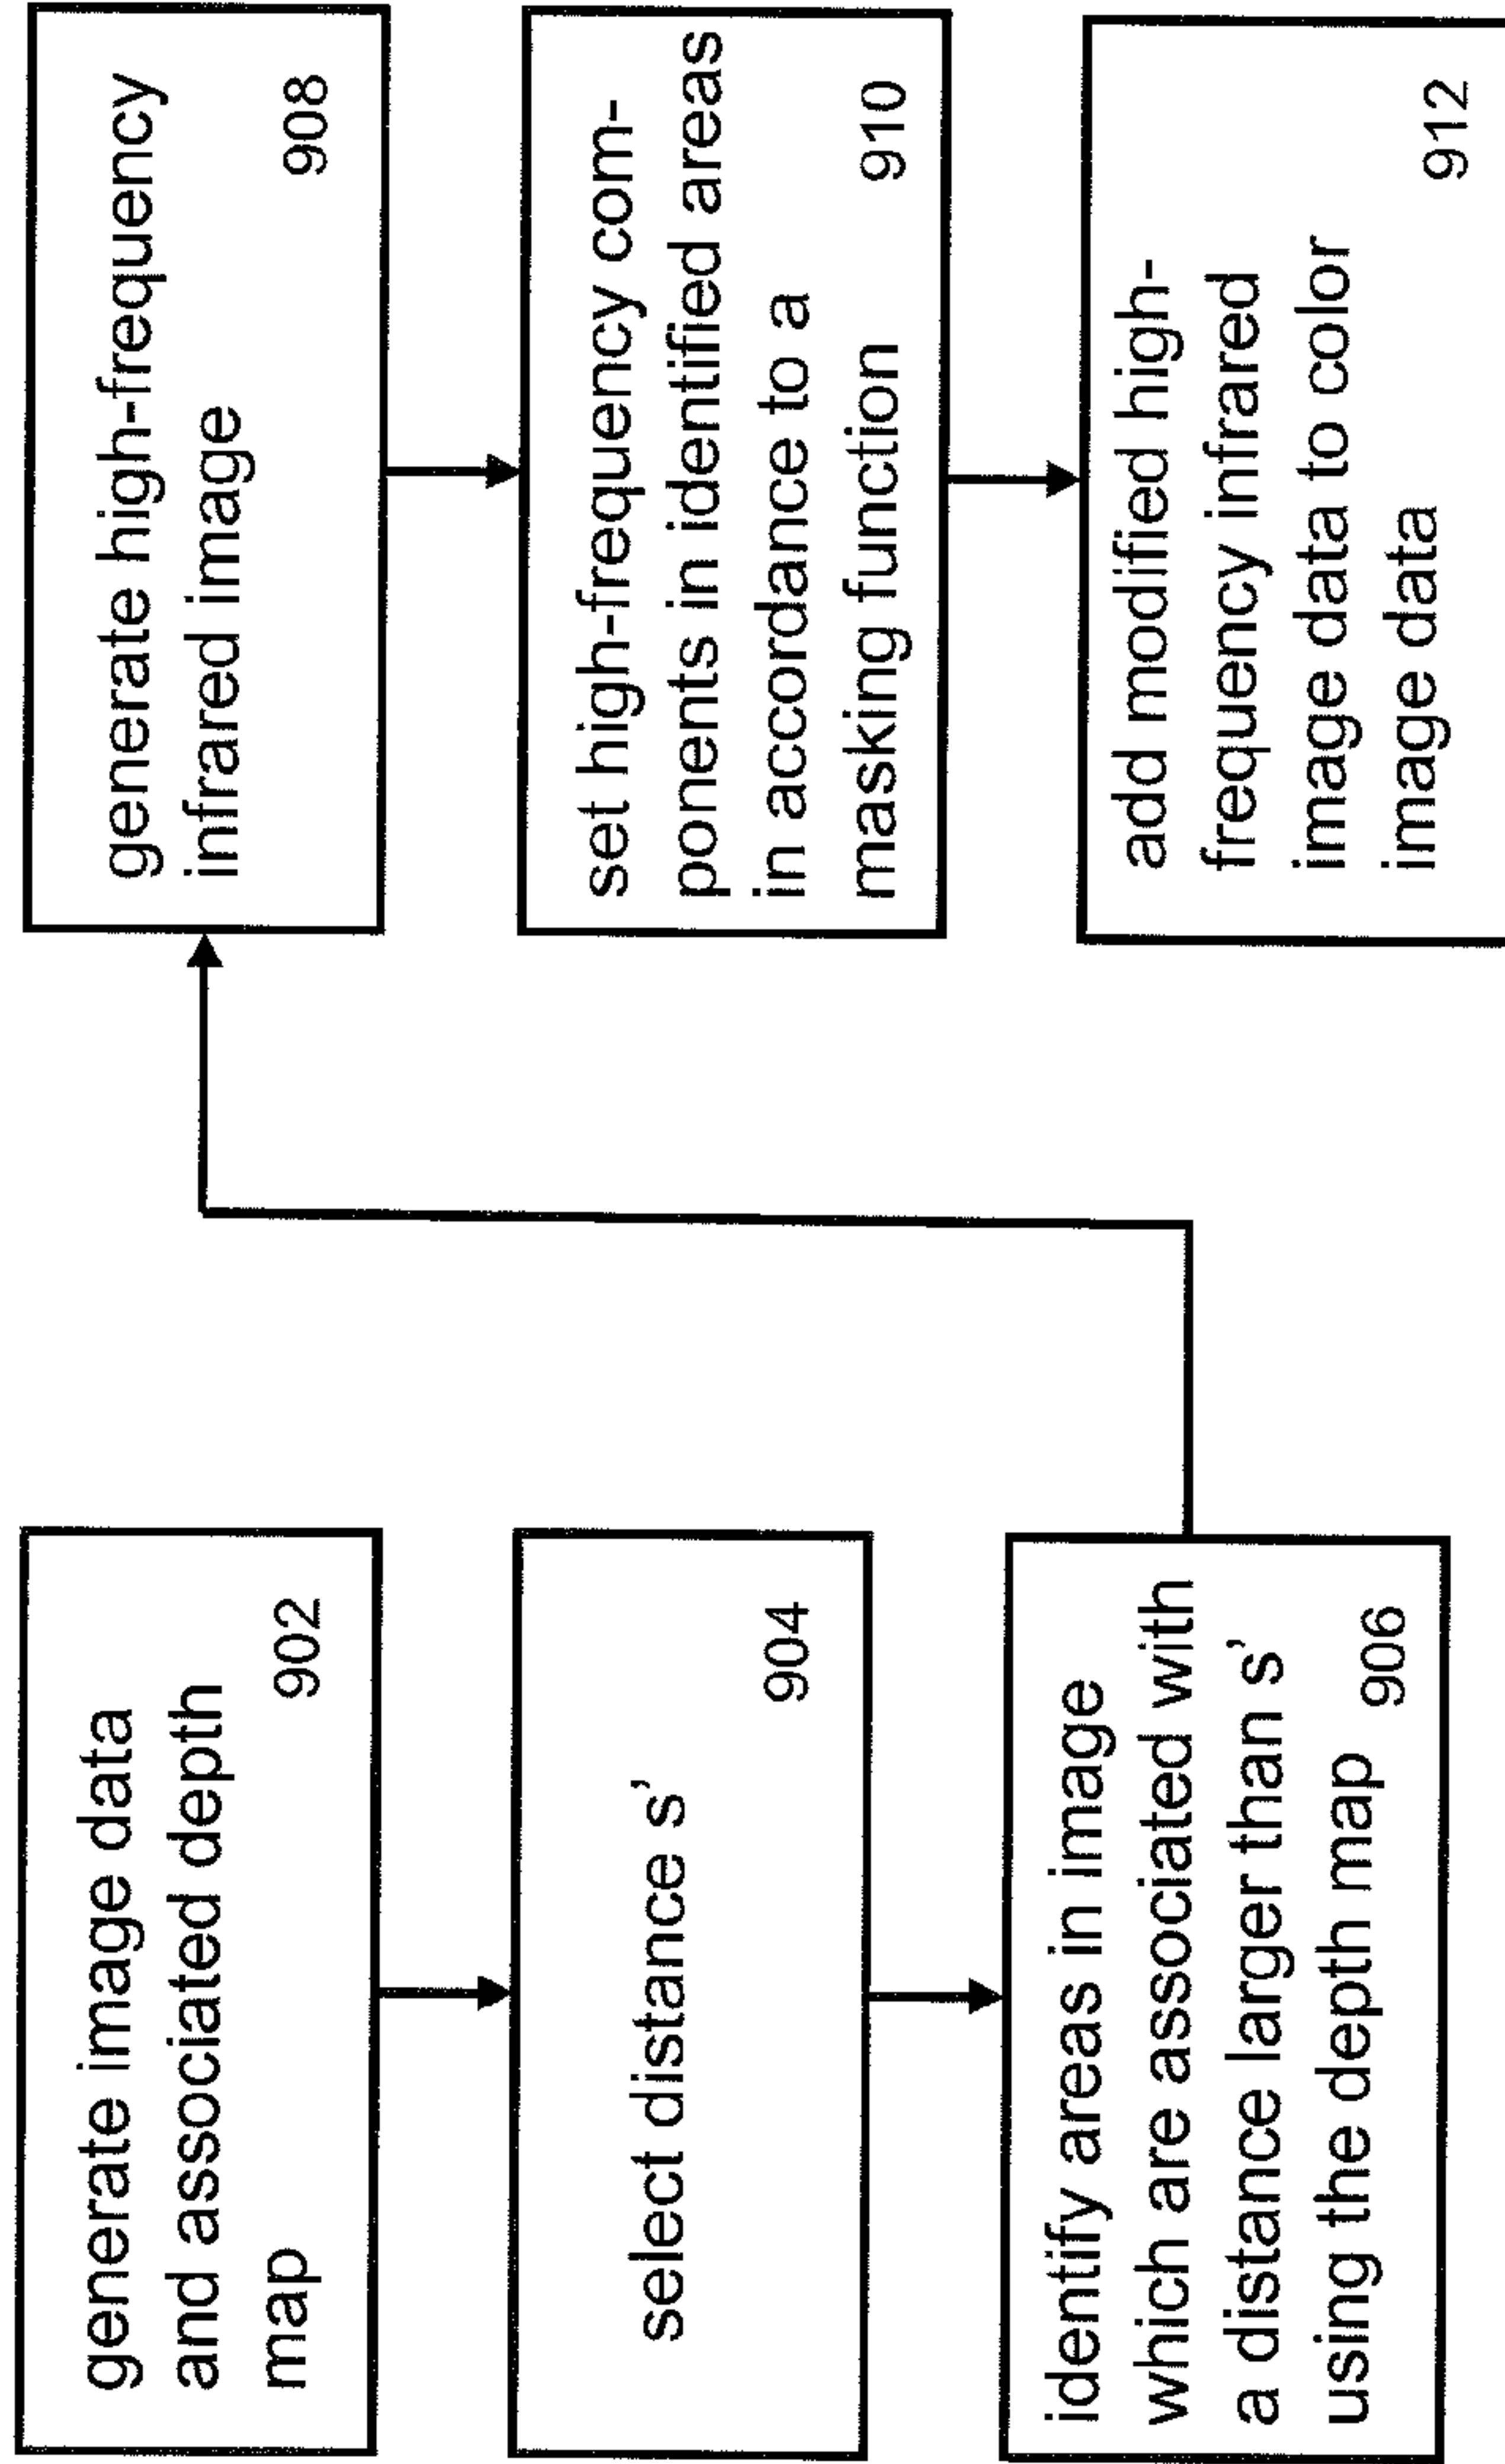 generate image data
and associated depth
map
902
select distance s’
904
identify areas in image
which are associated with
a distance larger than s’
using the depth map
906
generate high-frequency
infrared image
908
set high-frequency com-
ponents in identified areas
in accordance to a
masking function
910
add modified high-
frequency infrared
image data to color
image data
912